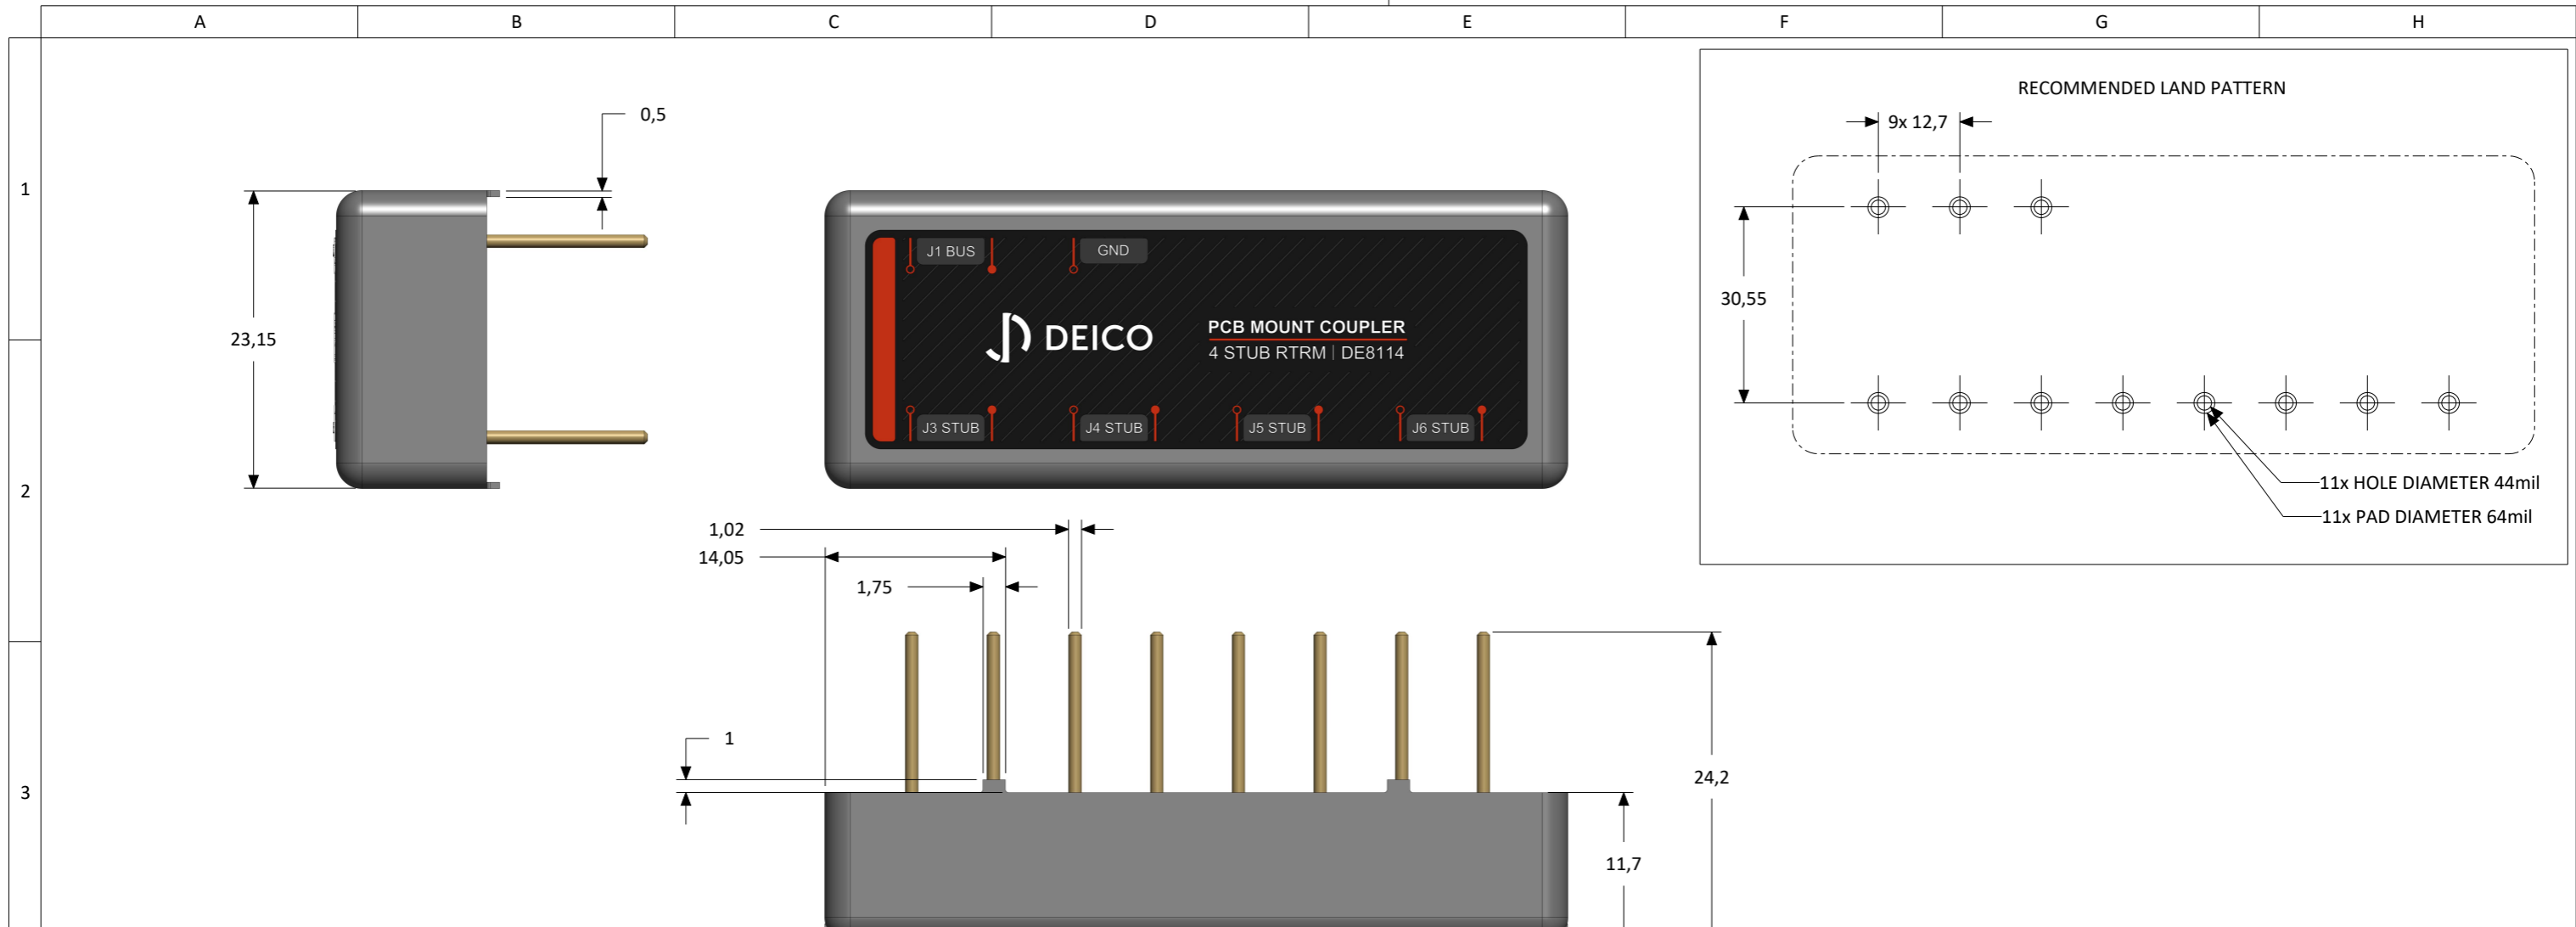 A B C D E F G H
1
2
3
0,5
23,15
J1 BUS
GND
DEICO
PCB MOUNT COUPLER
4 STUB RTRM | DE8114
J3 STUB
J4 STUB
J5 STUB
J6 STUB
RECOMMENDED LAND PATTERN
9x 12,7
30,55
11x HOLE DIAMETER 44mil
11x PAD DIAMETER 64mil
1,02
14,05
1,75
1
24,2
11,7